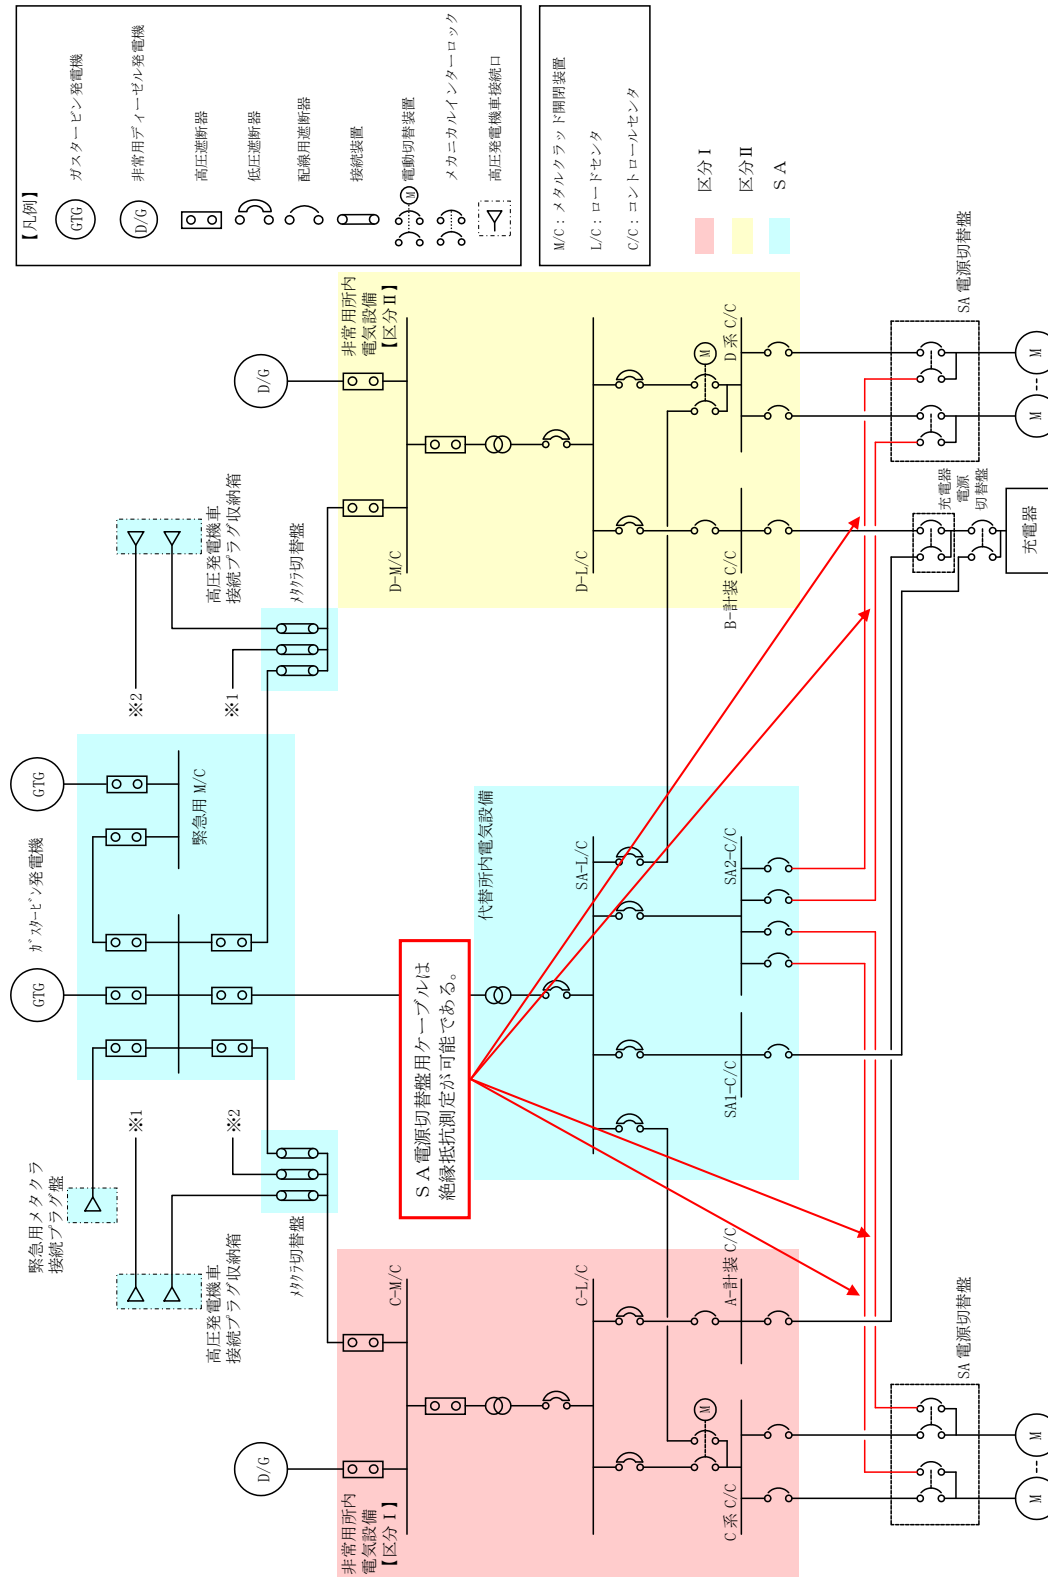 【凡例】
GTG
ガスタービン発電機
D/G
非常用ディーゼル発電機
高圧遮断器
低圧遮断器
配線用遮断器
接続装置
M
電動切替装置
メカニカルインターロック
高圧発電機車接続口
M/C：メタルクラッド開閉装置
L/C：ロードセンタ
C/C：コントロールセンタ
区分Ⅰ
区分Ⅱ
ＳＡ
緊急用メタクラ
接続プラグ盤
GTG
ガスタービン発電機
GTG
緊急用 M/C
高圧発電機車
接続プラグ収納箱
※1
※2
メタクラ切替盤
高圧発電機車
接続プラグ収納箱
※2
※1
メタクラ切替盤
D/G
非常用所内
電気設備
【区分Ⅰ】
C-M/C
C-L/C
M
C 系 C/C
A-計装 C/C
D/G
非常用所内
電気設備
【区分Ⅱ】
D-M/C
D-L/C
M
B-計装 C/C
D 系 C/C
代替所内電気設備
SA-L/C
SA1-C/C
SA2-C/C
ＳＡ電源切替盤用ケーブルは
絶縁抵抗測定が可能である。
SA 電源切替盤
M
M
充電器
電源
切替盤
充電器
SA 電源切替盤
M
M